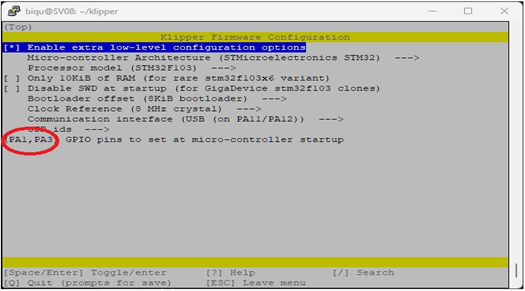 biqu@SV08: ~/klipper
(Top)
Klipper Firmware Configuration
[*] Enable extra low-level configuration options
Micro-controller Architecture (STMicroelectronics STM32) --->
Processor model (STM32F103) --->
[ ] Only 10KiB of RAM (for rare stm32f103x6 variant)
[ ] Disable SWD at startup (for GigaDevice stm32f103 clones)
Bootloader offset (8KiB bootloader) --->
Clock Reference (8 MHz crystal) --->
Communication interface (USB (on PA11/PA12)) --->
USB ids --->
(PA1,PA3) GPIO pins to set at micro-controller startup
[Space/Enter] Toggle/enter [?] Help [/] Search
[Q] Quit (prompts for save) [ESC] Leave menu